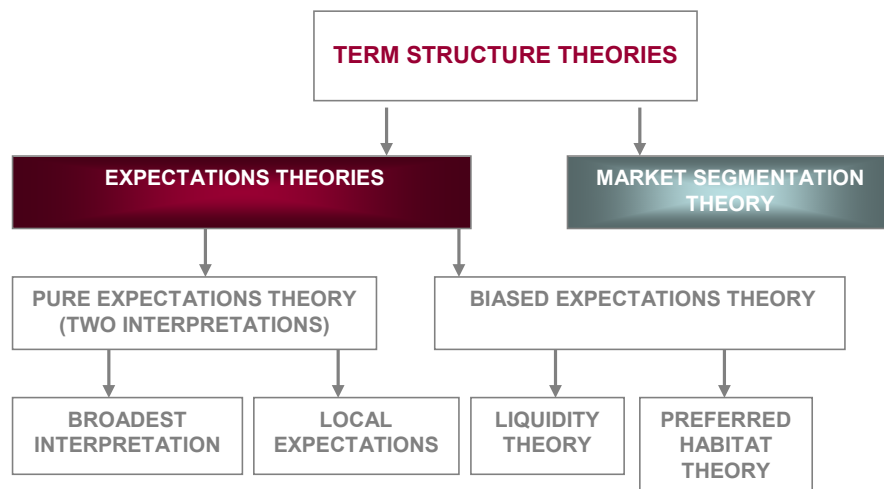 TERM STRUCTURE THEORIES
EXPECTATIONS THEORIES
MARKET SEGMENTATION
THEORY
PURE EXPECTATIONS THEORY
(TWO INTERPRETATIONS)
BIASED EXPECTATIONS THEORY
BROADEST
INTERPRETATION
LOCAL
EXPECTATIONS
LIQUIDITY
THEORY
PREFERRED
HABITAT
THEORY